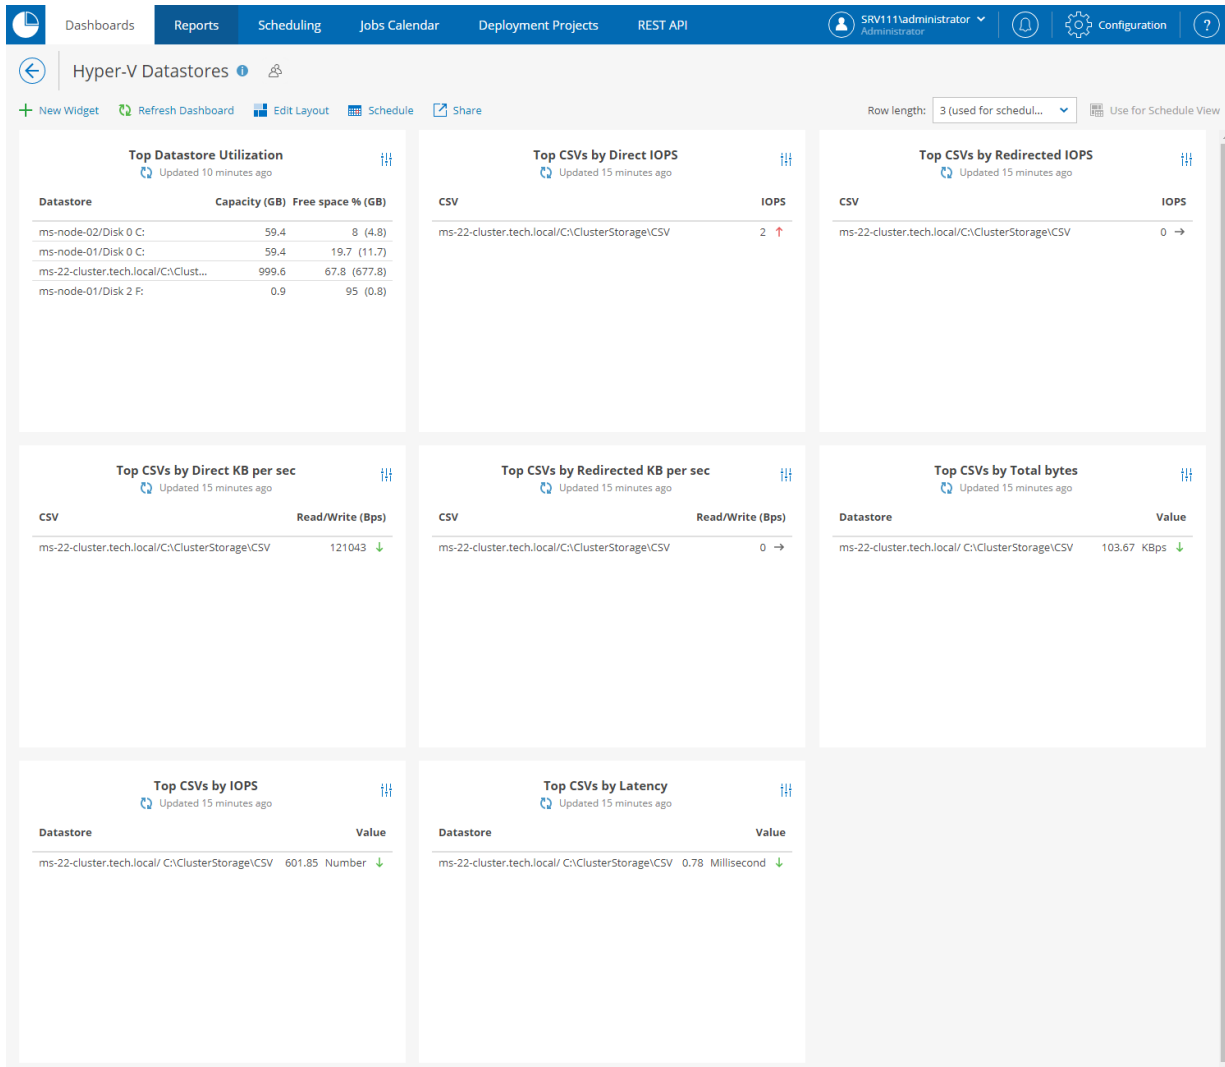 Dashboards Reports Scheduling Jobs Calendar Deployment Projects REST API SRV111\administrator Configuration ?
Administrator
Hyper-V Datastores i
New Widget Refresh Dashboard Edit Layout Schedule Share Row length: 3 (used for schedul... Use for Schedule View
Top Datastore Utilization
Updated 10 minutes ago
Datastore Capacity (GB) Free space % (GB)
ms-node-02/Disk 0 C: 59.4 8 (4.8)
ms-node-01/Disk 0 C: 59.4 19.7 (11.7)
ms-22-cluster.tech.local/C:\Clust... 999.6 67.8 (677.8)
ms-node-01/Disk 2 F: 0.9 95 (0.8)
Top CSVs by Direct IOPS
Updated 15 minutes ago
CSV IOPS
ms-22-cluster.tech.local/C:\ClusterStorage\CSV 2 ↑
Top CSVs by Redirected IOPS
Updated 15 minutes ago
CSV IOPS
ms-22-cluster.tech.local/C:\ClusterStorage\CSV 0 →
Top CSVs by Direct KB per sec
Updated 15 minutes ago
CSV Read/Write (Bps)
ms-22-cluster.tech.local/C:\ClusterStorage\CSV 121043 ↓
Top CSVs by Redirected KB per sec
Updated 15 minutes ago
CSV Read/Write (Bps)
ms-22-cluster.tech.local/C:\ClusterStorage\CSV 0 →
Top CSVs by Total bytes
Updated 15 minutes ago
Datastore Value
ms-22-cluster.tech.local/ C:\ClusterStorage\CSV 103.67 KBps ↓
Top CSVs by IOPS
Updated 15 minutes ago
Datastore Value
ms-22-cluster.tech.local/ C:\ClusterStorage\CSV 601.85 Number ↓
Top CSVs by Latency
Updated 15 minutes ago
Datastore Value
ms-22-cluster.tech.local/ C:\ClusterStorage\CSV 0.78 Millisecond ↓